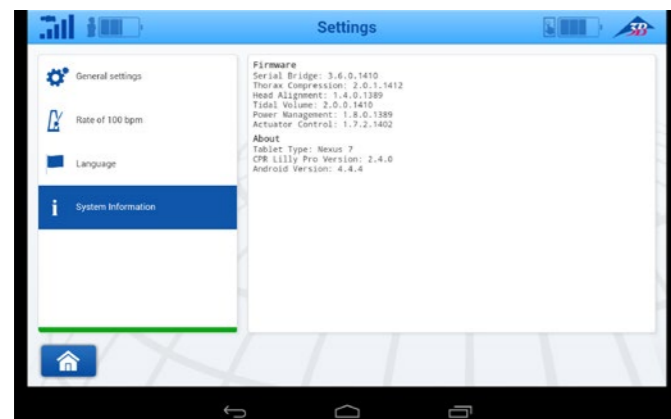 Settings
3B
General settings
Rate of 100 bpm
Language
i System Information
Firmware
Serial Bridge: 3.6.0.1410
Thorax Compression: 2.0.1.1412
Head Alignment: 1.4.0.1389
Tidal Volume: 2.0.0.1410
Power Management: 1.8.0.1389
Actuator Control: 1.7.2.1402
About
Tablet Type: Nexus 7
CPR Lilly Pro Version: 2.4.0
Android Version: 4.4.4